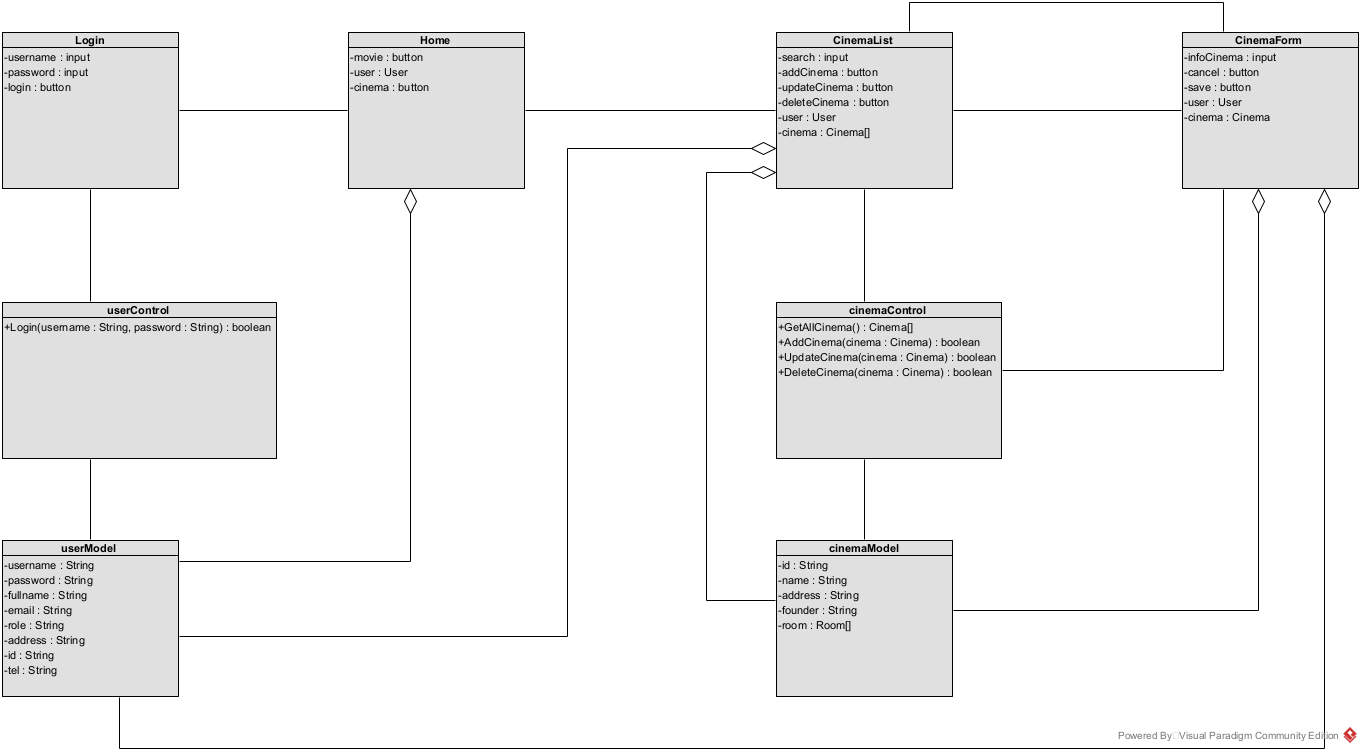 Login
-username : input
-password : input
-login : button
Home
-movie : button
-user : User
-cinema : button
CinemaList
-search : input
-addCinema : button
-updateCinema : button
-deleteCinema : button
-user : User
-cinema : Cinema[]
CinemaForm
-infoCinema : input
-cancel : button
-save : button
-user : User
-cinema : Cinema
userControl
+Login(username : String, password : String) : boolean
cinemaControl
+GetAllCinema() : Cinema[]
+AddCinema(cinema : Cinema) : boolean
+UpdateCinema(cinema : Cinema) : boolean
+DeleteCinema(cinema : Cinema) : boolean
userModel
-username : String
-password : String
-fullname : String
-email : String
-role : String
-address : String
-id : String
-tel : String
cinemaModel
-id : String
-name : String
-address : String
-founder : String
-room : Room[]
Powered By Visual Paradigm Community Edition